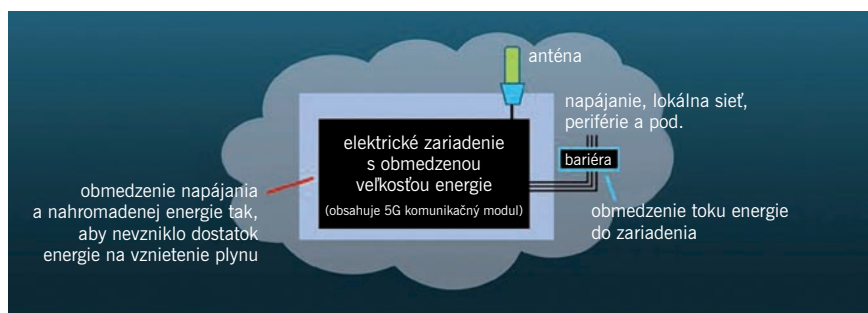 anténa
napájanie, lokálna sieť,
periférie a pod.
elektrické zariadenie
s obmedzenou
veľkosťou energie
(obsahuje 5G komunikačný modul)
bariéra
obmedzenie napájania
a nahromadenej energie tak,
aby nevzniklo dostatok
energie na vznietenie plynu
obmedzenie toku energie
do zariadenia